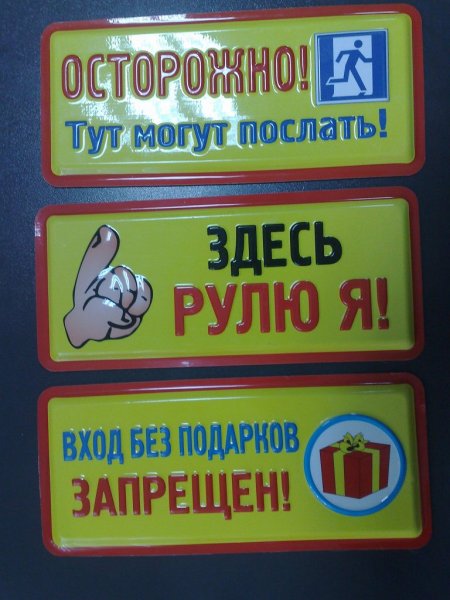 ОСТОРОЖНО!
Тут могут послать!
ЗДЕСЬ
РУЛЮ Я!
ВХОД БЕЗ ПОДАРКОВ
ЗАПРЕЩЕН!